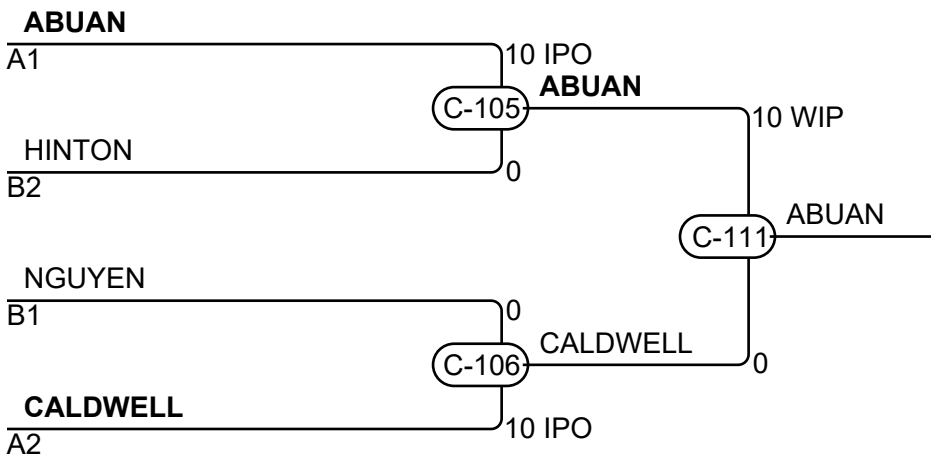 ABUAN
A1
10 IPO
C-105
ABUAN
10 WIP
HINTON
B2
0
C-111
ABUAN
NGUYEN
B1
0
C-106
CALDWELL
0
CALDWELL
A2
10 IPO